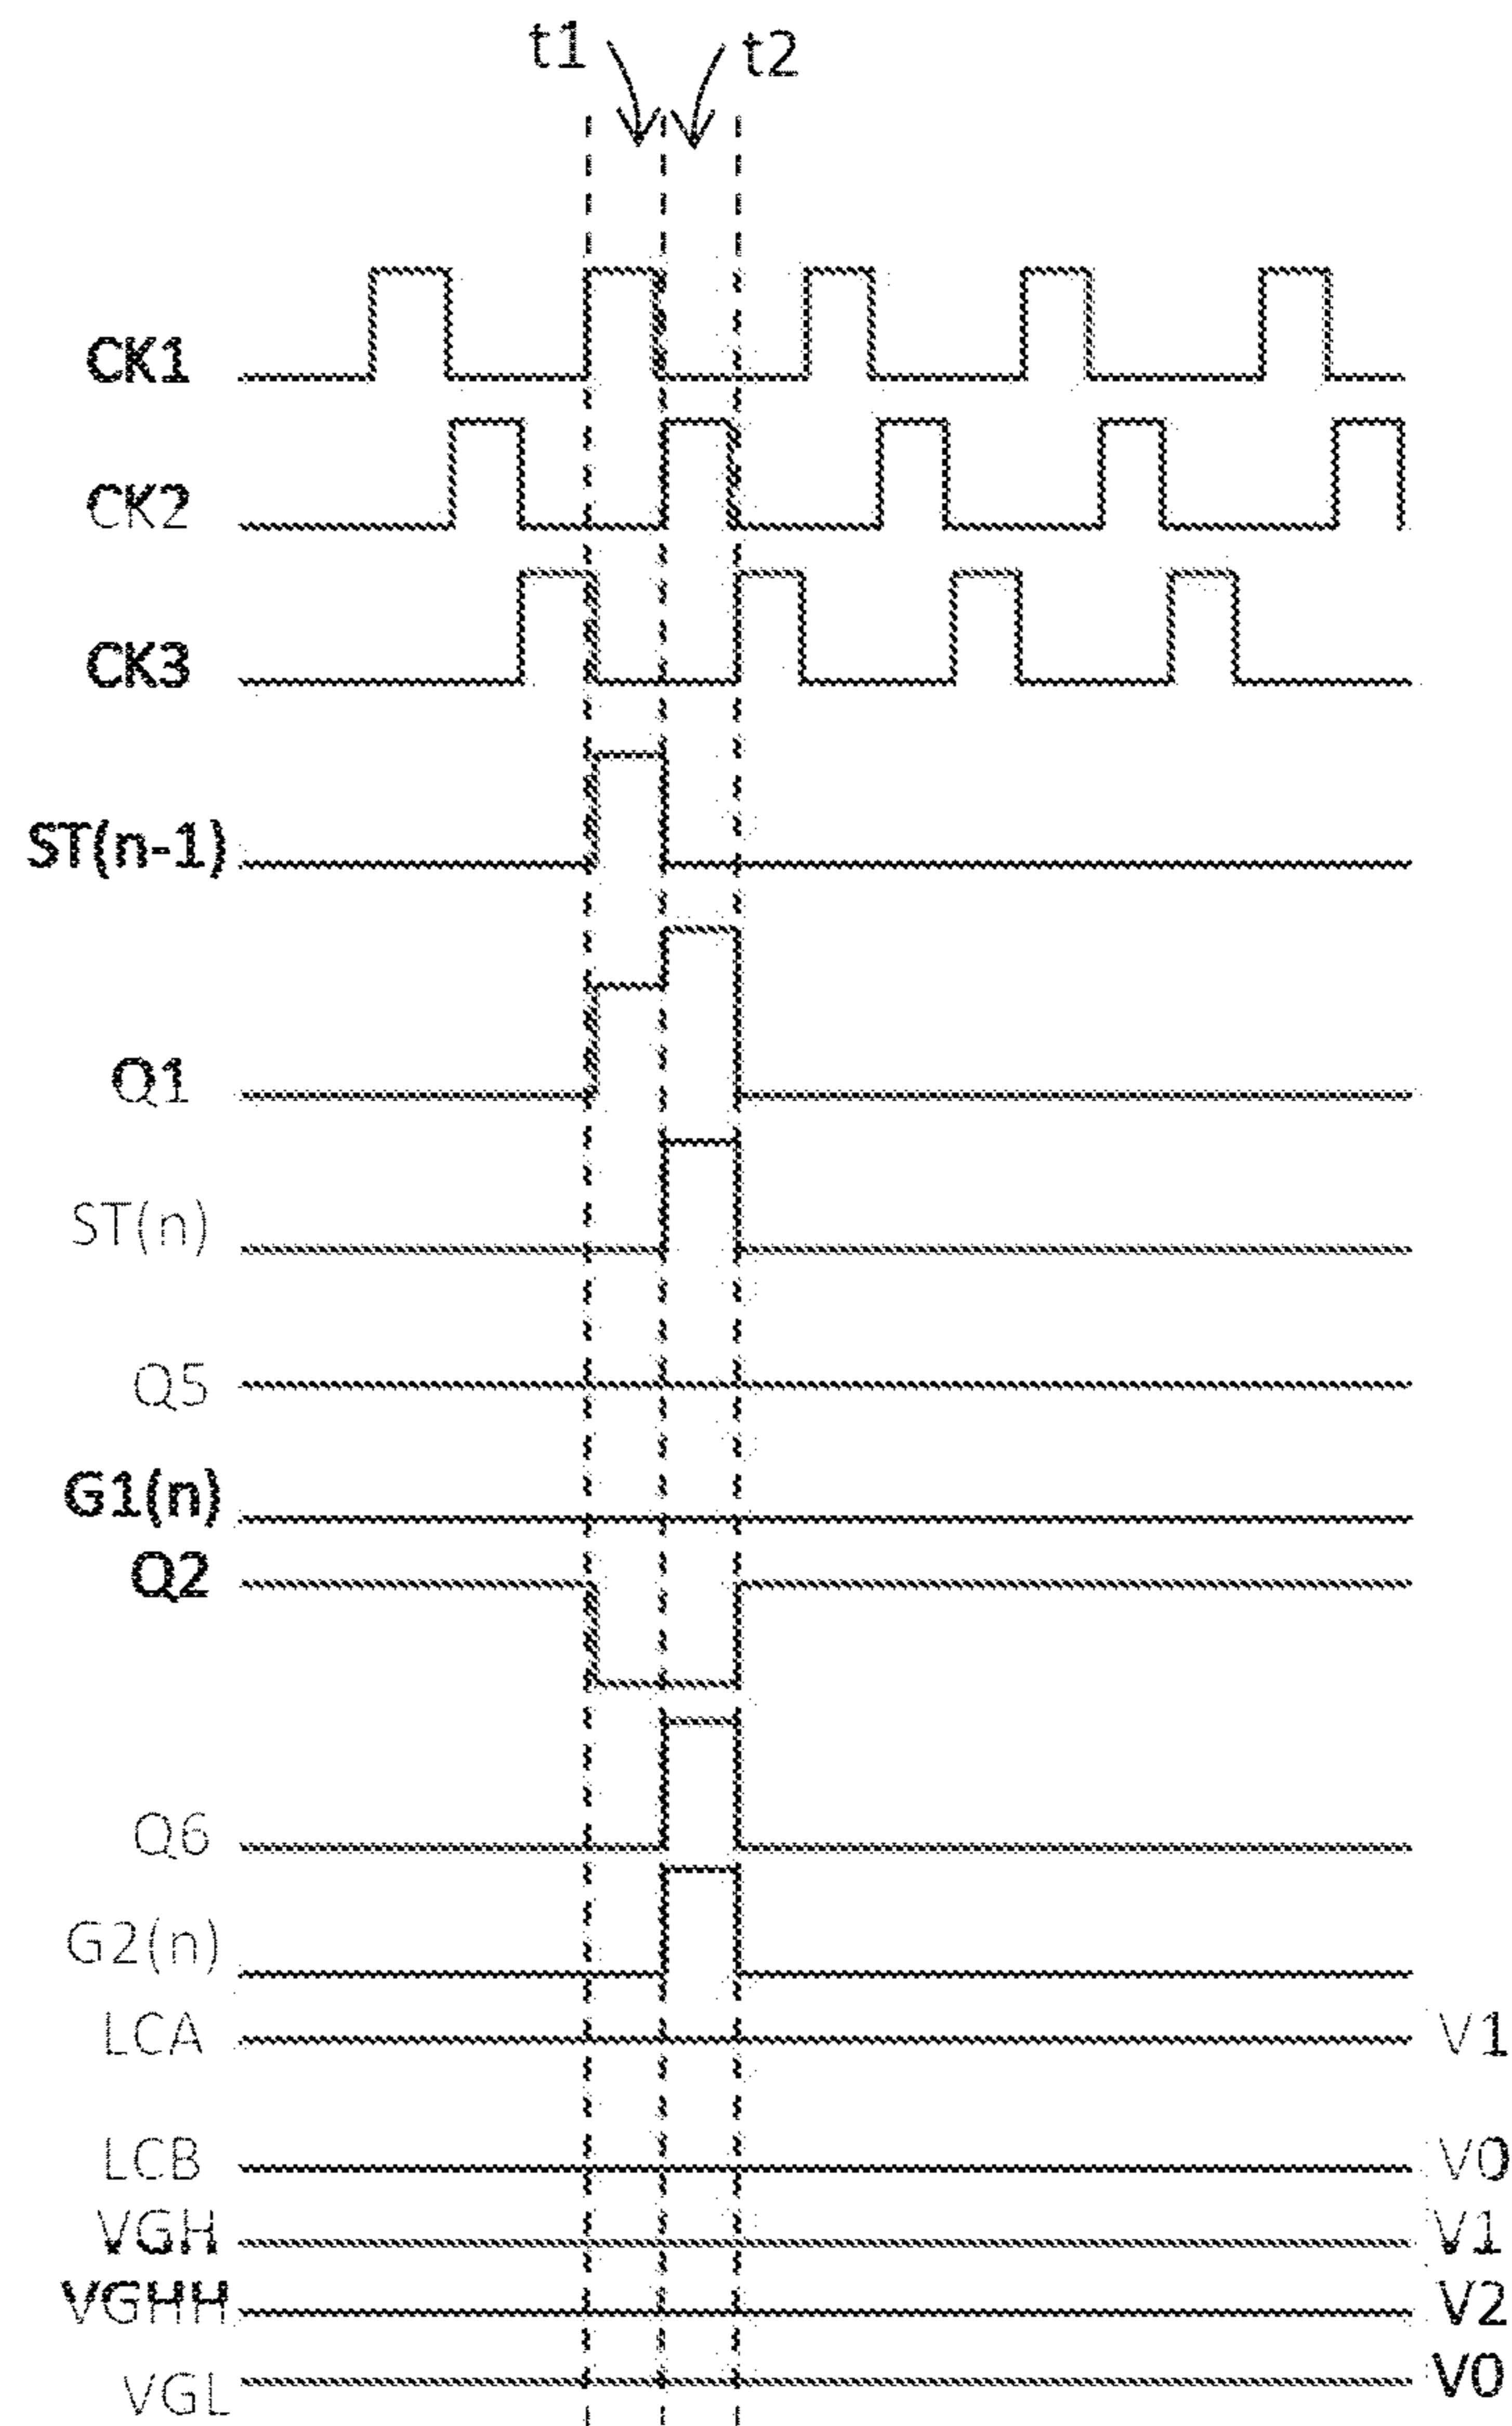 t1 t2
CK1
CK2
CK3
ST(n-1)
Q1
ST(n)
Q5
G1(n)
Q2
Q6
G2(n)
LCA V1
LCB V0
VGH V1
VGHH V2
VGL V0